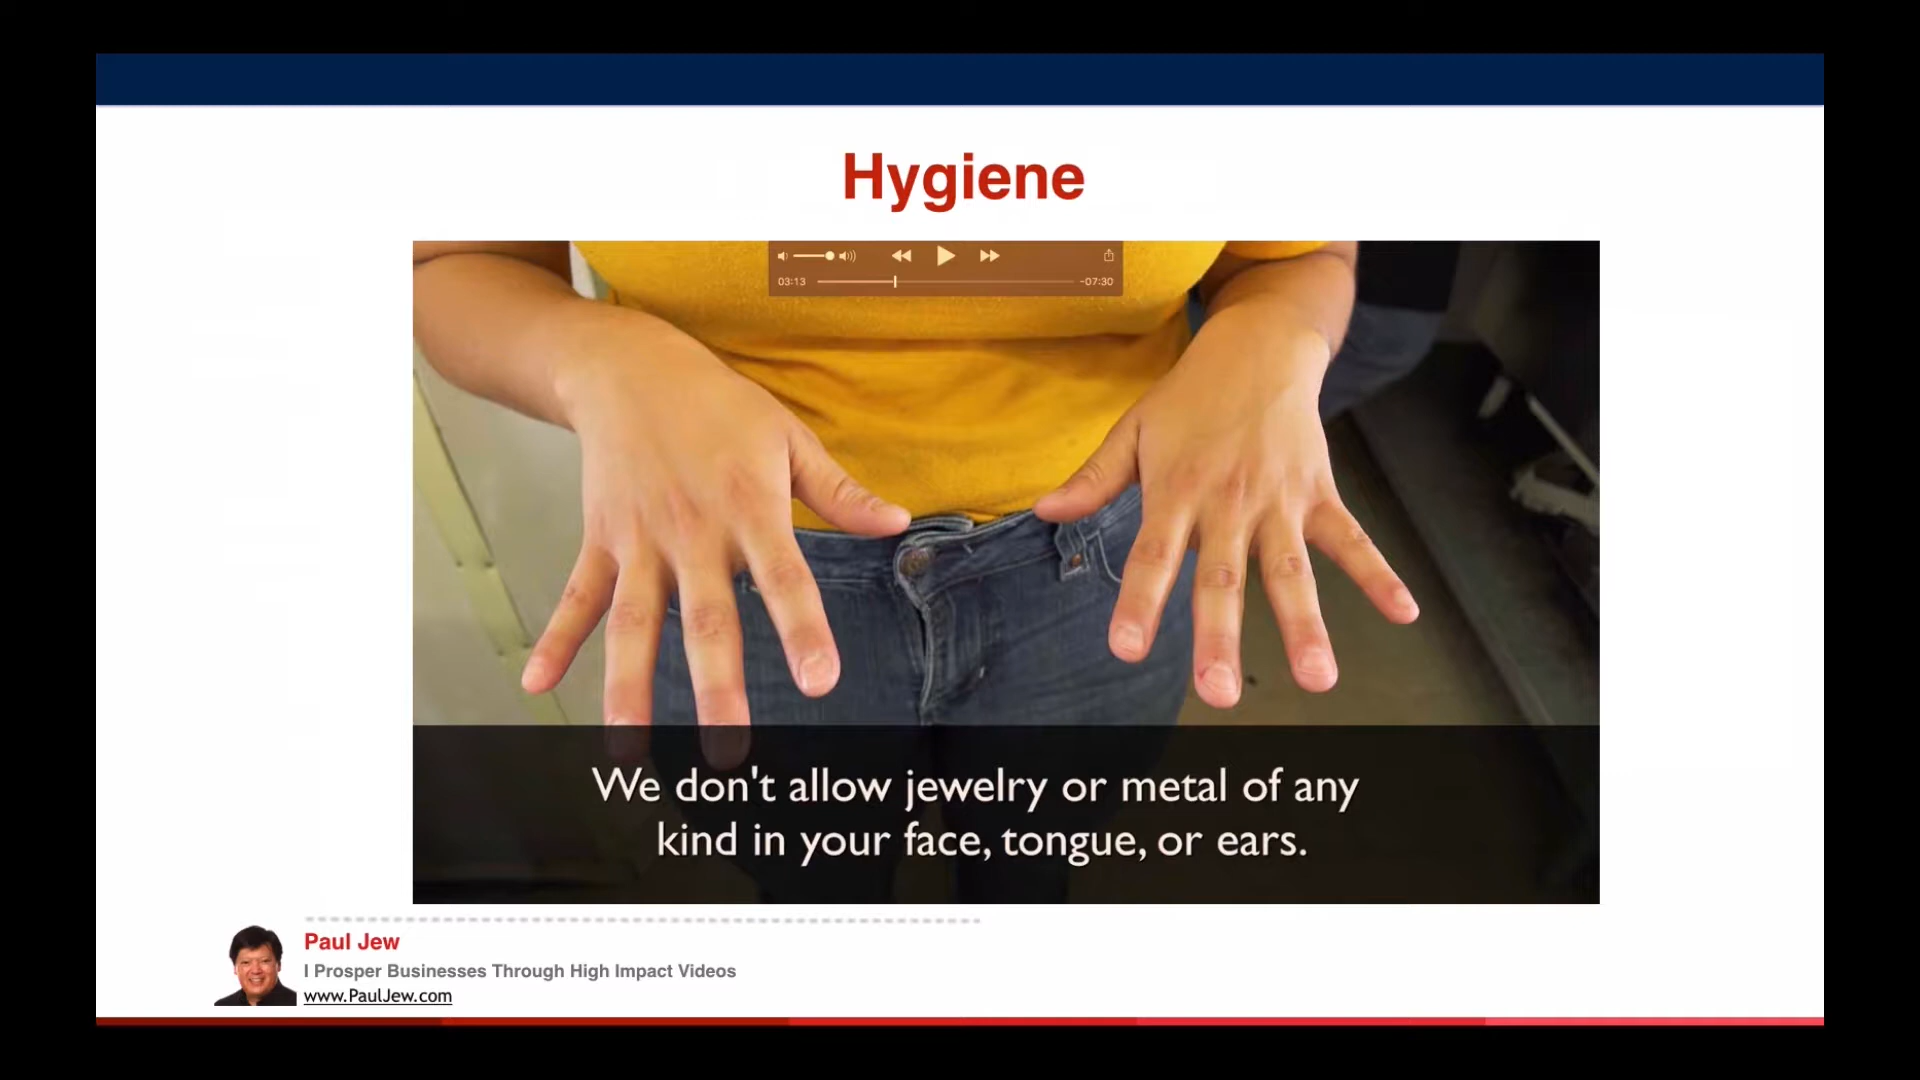 Hygiene
03:13
-07:30
We don't allow jewelry or metal of any
kind in your face, tongue, or ears.
Paul Jew
I Prosper Businesses Through High Impact Videos
www.PaulJew.com